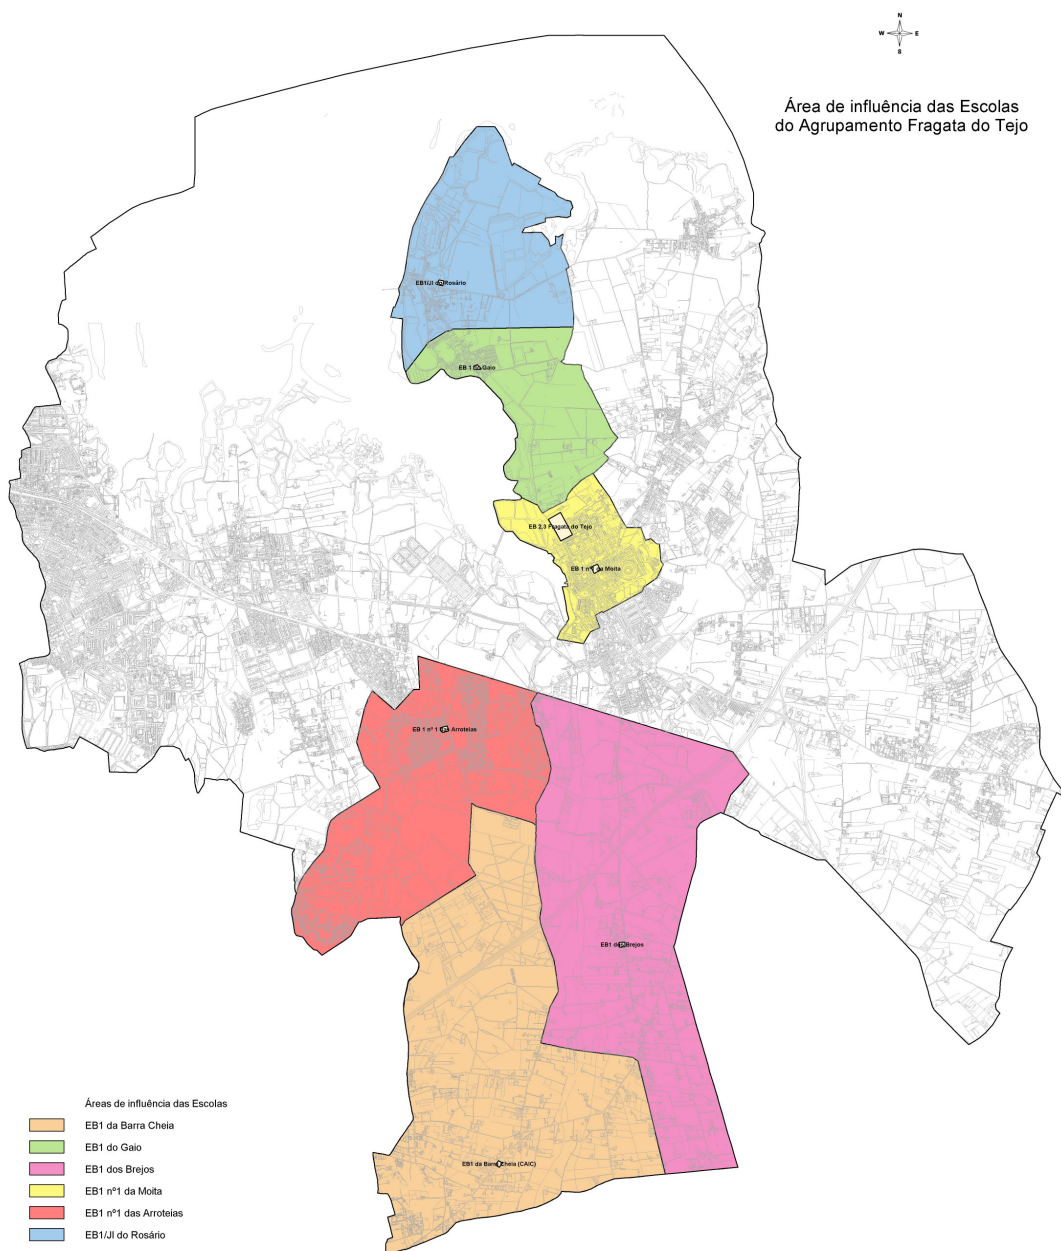 N
W E
S
Área de influência das Escolas
do Agrupamento Fragata do Tejo
EB1/JI do Rosário
EB 1 Gaio
EB 2,3 Fragata do Tejo
EB 1 nº1 da Moita
EB 1 nº 1 das Arroteias
EB1 dos Brejos
EB1 da Barra Cheia (CAIC)
Áreas de influência das Escolas
EB1 da Barra Cheia
EB1 do Gaio
EB1 dos Brejos
EB1 nº1 da Moita
EB1 nº1 das Arroteias
EB1/JI do Rosário